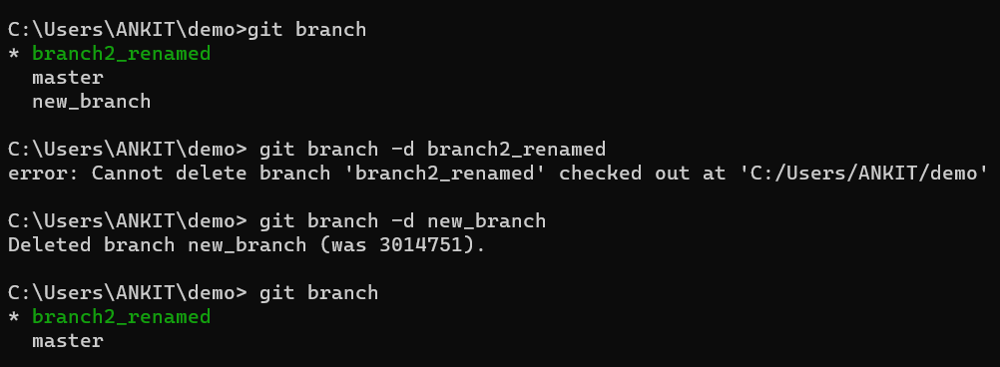 C:\Users\ANKIT\demo>git branch
* branch2_renamed
  master
  new_branch

C:\Users\ANKIT\demo> git branch -d branch2_renamed
error: Cannot delete branch 'branch2_renamed' checked out at 'C:/Users/ANKIT/demo'

C:\Users\ANKIT\demo> git branch -d new_branch
Deleted branch new_branch (was 3014751).

C:\Users\ANKIT\demo> git branch
* branch2_renamed
  master